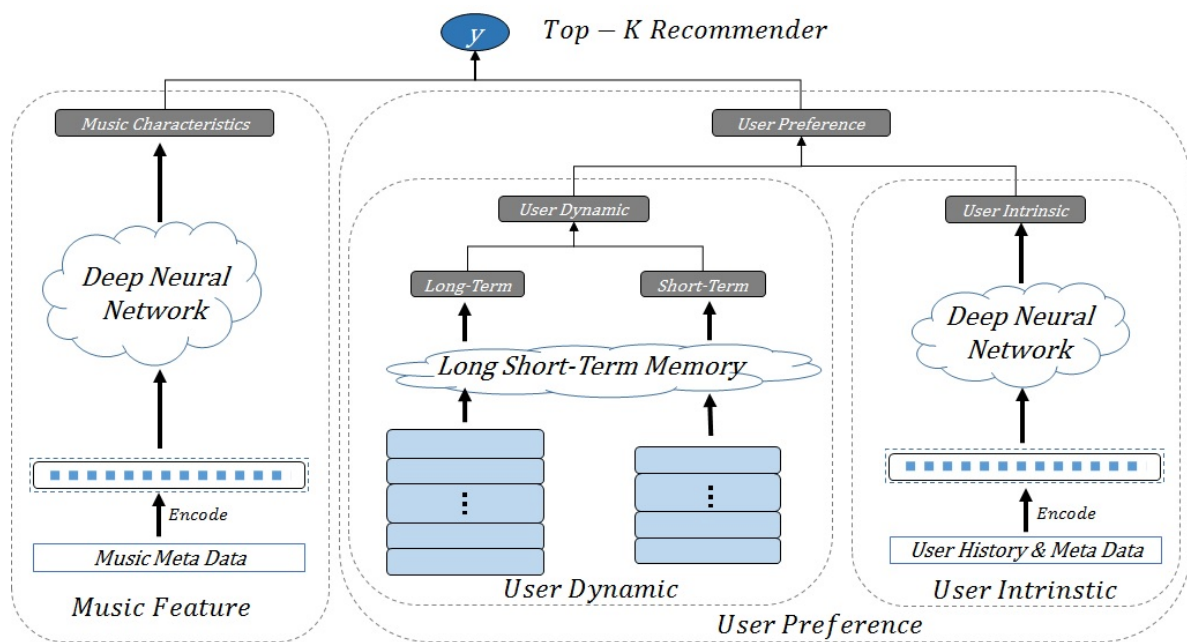 y
Top − K Recommender
Music Characteristics
User Preference
User Dynamic
User Intrinsic
Long-Term
Short-Term
Deep Neural
Network
Long Short-Term Memory
Deep Neural
Network
Encode
Encode
Music Meta Data
User History & Meta Data
Music Feature
User Dynamic
User Intrinstic
User Preference